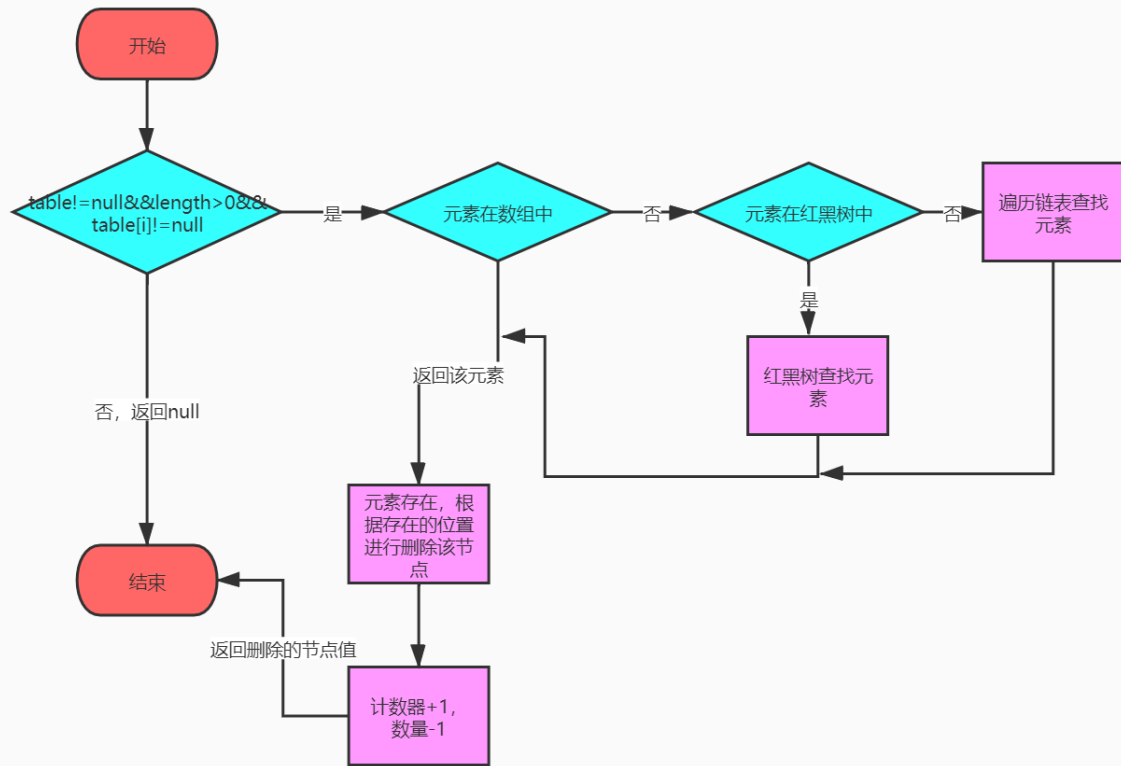 开始
table!=null&&length>0&&
table[i]!=null
是
元素在数组中
否
元素在红黑树中
否
遍历链表查找
元素
是
红黑树查找元
素
返回该元素
否，返回null
元素存在，根
据存在的位置
进行删除该节
点
结束
返回删除的节点值
计数器+1，
数量-1